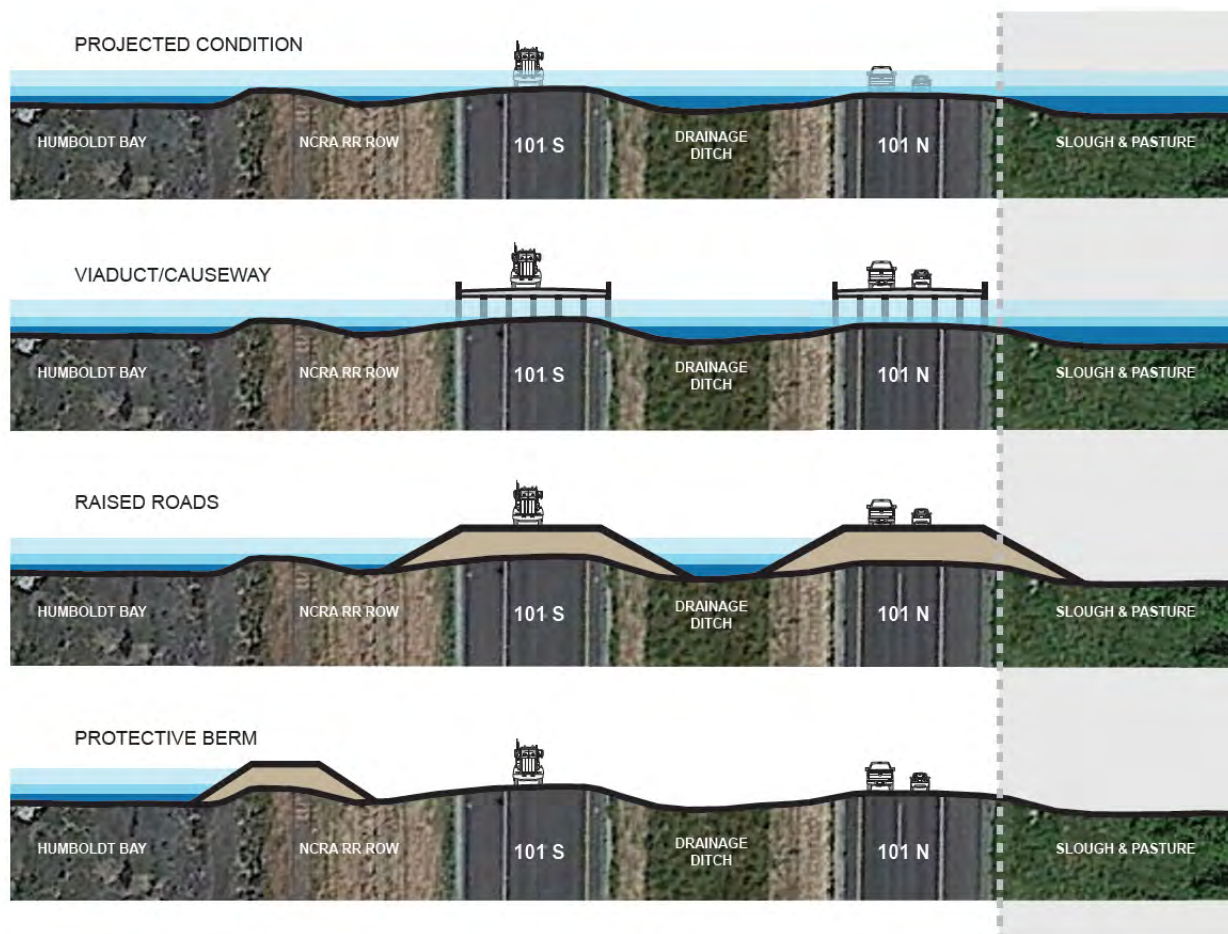 PROJECTED CONDITION
HUMBOLDT BAY
NCRA RR ROW
101 S
DRAINAGE
DITCH
101 N
SLOUGH & PASTURE
VIADUCT/CAUSEWAY
HUMBOLDT BAY
NCRA RR ROW
101 S
DRAINAGE
DITCH
101 N
SLOUGH & PASTURE
RAISED ROADS
HUMBOLDT BAY
NCRA RR ROW
101 S
DRAINAGE
DITCH
101 N
SLOUGH & PASTURE
PROTECTIVE BERM
HUMBOLDT BAY
NCRA RR ROW
101 S
DRAINAGE
DITCH
101 N
SLOUGH & PASTURE